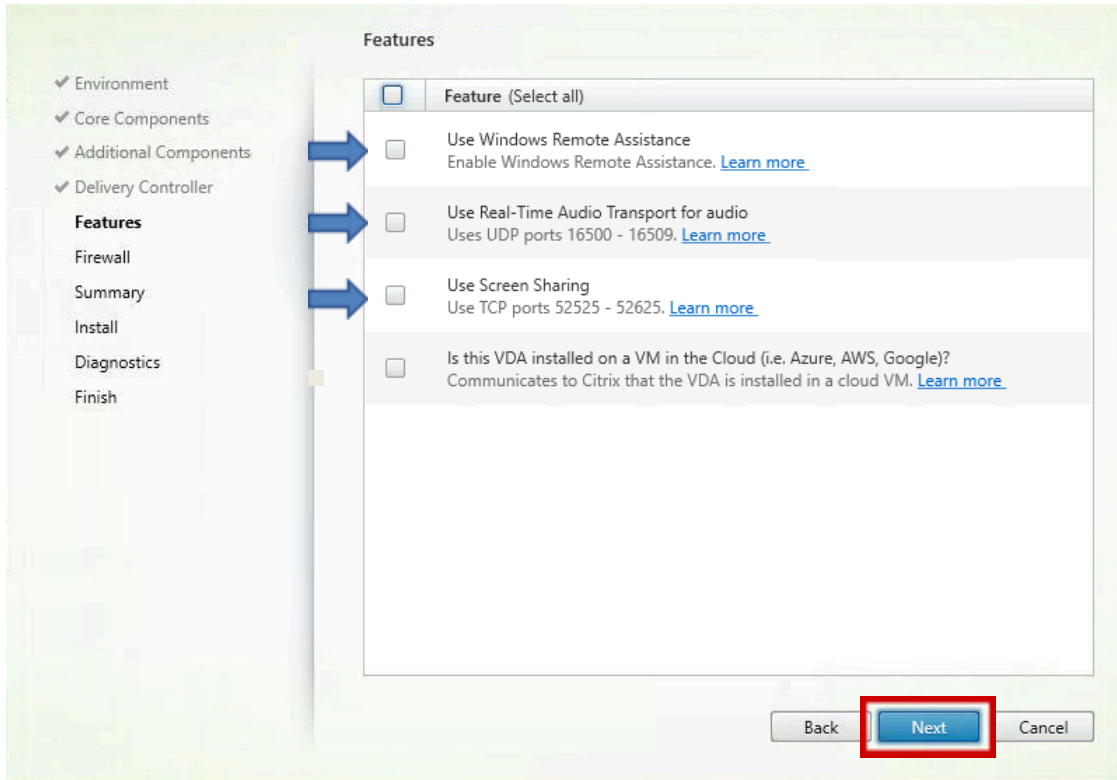 Features
Environment
Core Components
Additional Components
Delivery Controller
Features
Firewall
Summary
Install
Diagnostics
Finish
Feature (Select all)
Use Windows Remote Assistance
Enable Windows Remote Assistance. Learn more
Use Real-Time Audio Transport for audio
Uses UDP ports 16500 - 16509. Learn more
Use Screen Sharing
Use TCP ports 52525 - 52625. Learn more
Is this VDA installed on a VM in the Cloud (i.e. Azure, AWS, Google)?
Communicates to Citrix that the VDA is installed in a cloud VM. Learn more
Back Next Cancel